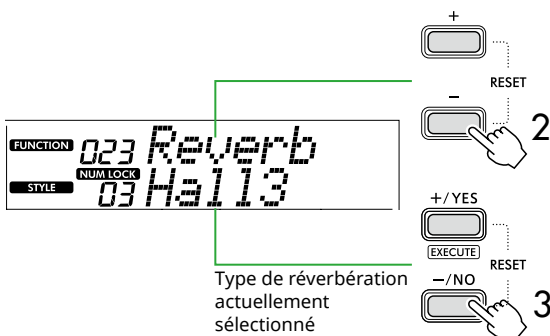 +
RESET
−
2
FUNCTION 023 Reverb
NUM LOCK
STYLE 03 Hall3
+/YES
EXECUTE
RESET
−/NO
3
Type de réverbération
actuellement
sélectionné